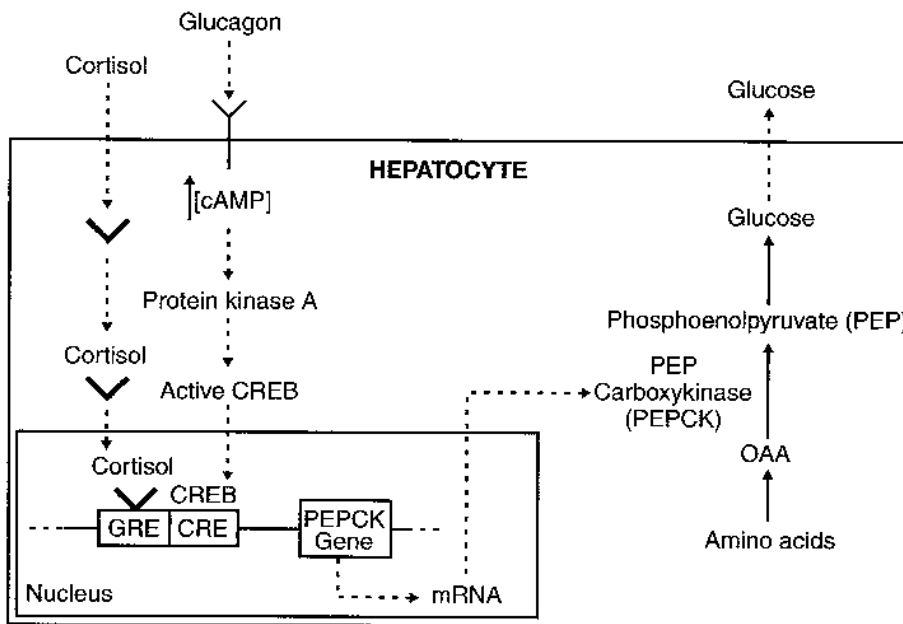 Glucagon
Cortisol
Glucose
HEPATOCYTE
[cAMP]
Glucose
Protein kinase A
Phosphoenolpyruvate (PEP)
Cortisol
Active CREB
PEP
Carboxykinase
(PEPCK)
OAA
Cortisol
CREB
GRE CRE
PEPCK
Gene
Amino acids
Nucleus
mRNA